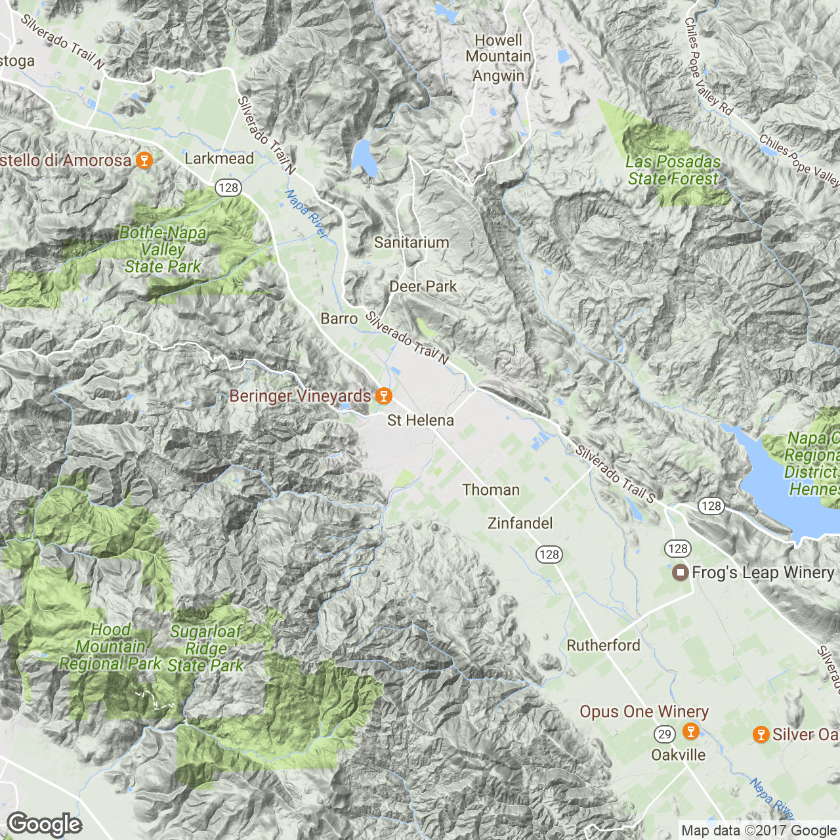 Silverado Trail N
stoga
Howell
Mountain
Angwin
Chiles Pope Valley Rd
Chiles Pope Valley
stello di Amorosa
Larkmead
Silverado Trail N
128
Napa River
Las Posadas
State Forest
Bothe-Napa
Valley
State Park
Sanitarium
Deer Park
Barro
Silverado Trail N
Beringer Vineyards
St Helena
Napa C
Regiona
District
Henne
Silverado Trail S
Thoman
Zinfandel
128
128
128
Frog's Leap Winery
Hood
Mountain
Regional Park
Sugarloaf
Ridge
State Park
Rutherford
Silverad
Opus One Winery
29
Silver Oa
Oakville
Napa River
Google
Map data ©2017 Google